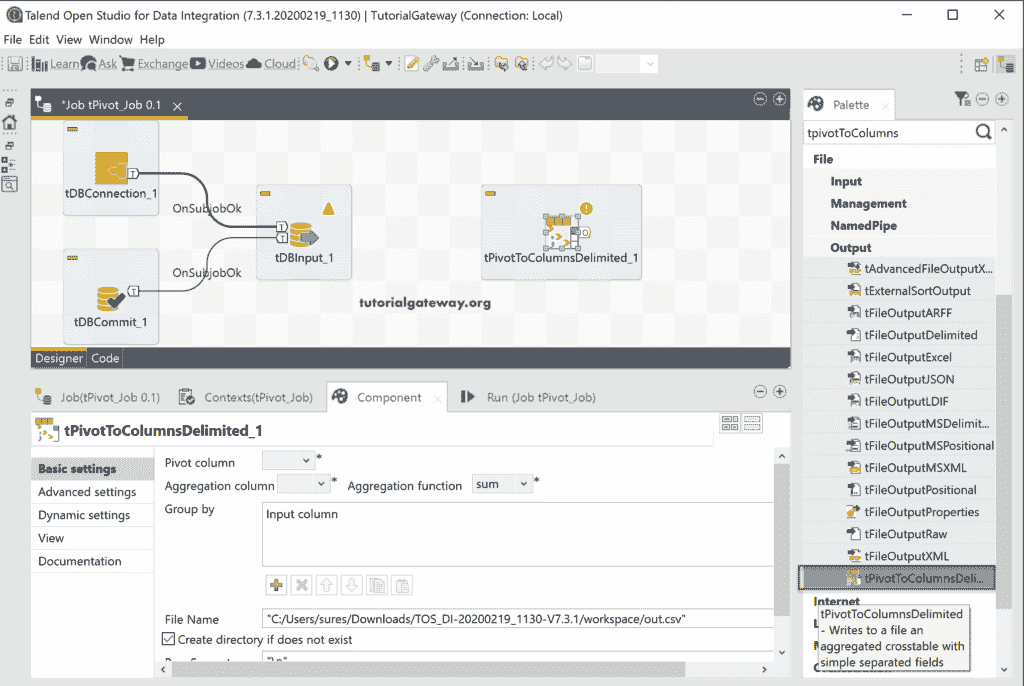 Talend Open Studio for Data Integration (7.3.1.20200219_1130) | TutorialGateway (Connection: Local)
File Edit View Window Help
Learn Ask Exchange Videos Cloud
*Job tPivot_Job 0.1
tDBConnection_1
OnSubjobOk
tDBInput_1
OnSubjobOk
tDBCommit_1
tPivotToColumnsDelimited_1
tutorialgateway.org
Designer Code
Palette
tpivotToColumns
File
Input
Management
NamedPipe
Output
tAdvancedFileOutputX...
tExternalSortOutput
tFileOutputARFF
tFileOutputDelimited
tFileOutputExcel
tFileOutputJSON
tFileOutputLDIF
tFileOutputMSDelimit...
tFileOutputMSPositional
tFileOutputMSXML
tFileOutputPositional
tFileOutputProperties
tFileOutputRaw
tFileOutputXML
tPivotToColumnsDeli...
Internet
tPivotToColumnsDelimited
- Writes to a file an
aggregated crosstable with
simple separated fields
Job(tPivot_Job 0.1) Contexts(tPivot_Job) Component Run (Job tPivot_Job)
tPivotToColumnsDelimited_1
Basic settings
Advanced settings
Dynamic settings
View
Documentation
Pivot column *
Aggregation column * Aggregation function sum *
Group by
Input column
File Name "C:/Users/sures/Downloads/TOS_DI-20200219_1130-V7.3.1/workspace/out.csv"
Create directory if does not exist